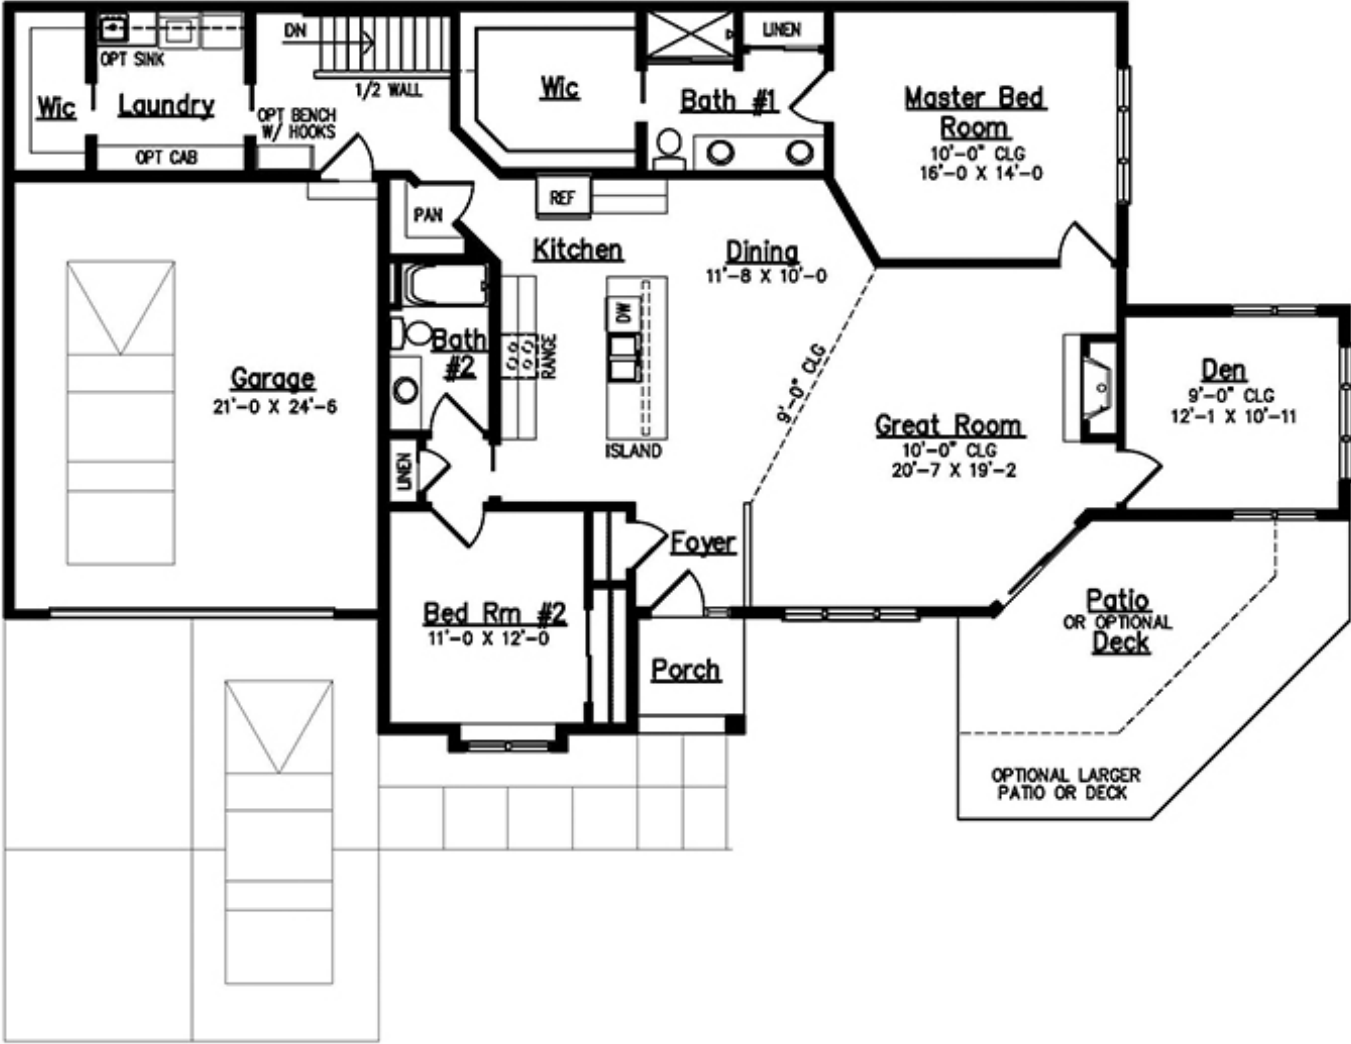 DN
OPT SINK
Wic
Laundry
OPT BENCH
W/ HOOKS
OPT CAB
1/2 WALL
Wic
LINEN
Bath #1
Master Bed
Room
10'-0" CLG
16'-0 X 14'-0
REF
PAN
Kitchen
Dining
11'-8 X 10'-0
DW
RANGE
Bath
#2
ISLAND
LINEN
9'-0" CLG
Garage
21'-0 X 24'-6
Great Room
10'-0" CLG
20'-7 X 19'-2
Den
9'-0" CLG
12'-1 X 10'-11
Foyer
Bed Rm #2
11'-0 X 12'-0
Porch
Patio
OR OPTIONAL
Deck
OPTIONAL LARGER
PATIO OR DECK